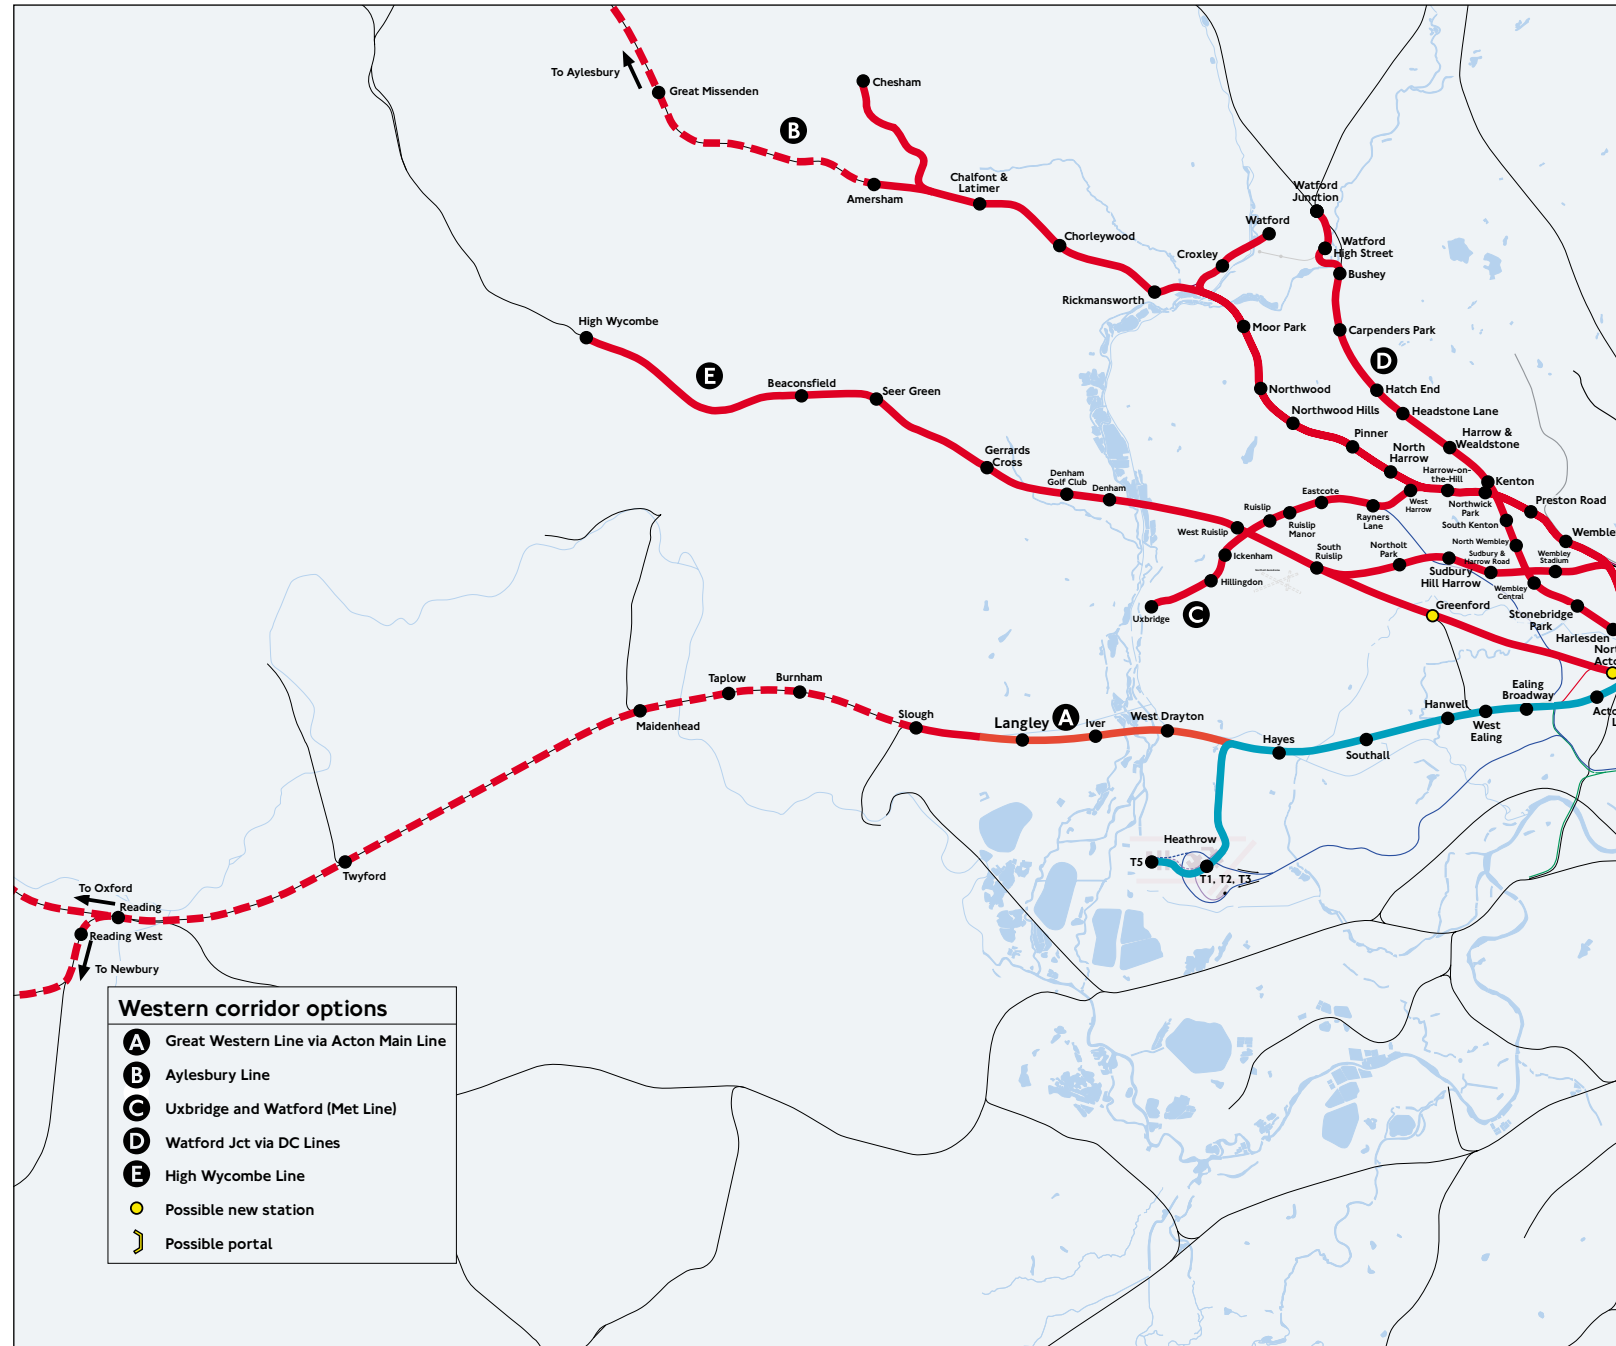 To Aylesbury
Great Missenden
B
Chesham
Amersham
Chalfont &
Latimer
Chorleywood
Rickmansworth
Croxley
Watford
Watford
Junction
Watford
High Street
Bushey
Moor Park
Carpenders Park
D
Hatch End
Headstone Lane
Northwood
Northwood Hills
Pinner
Harrow &
Wealdstone
North
Harrow
Harrow-on-
the-Hill
Kenton
Preston Road
Northwick
Park
West
Harrow
South Kenton
Wemble
North Wembley
High Wycombe
E
Beaconsfield
Seer Green
Gerrards
Cross
Denham
Golf Club
Denham
West Ruislip
Ruislip
Ruislip
Manor
Eastcote
Rayners
Lane
Ickenham
Hillingdon
Uxbridge
C
South
Ruislip
Northolt
Park
Sudbury
Hill Harrow
Sudbury &
Harrow Road
Wembley
Stadium
Wembley
Central
Stonebridge
Park
Harlesden
Greenford
Nort
Acto
Ealing
Broadway
Acto
L
Hanwell
West
Ealing
Southall
Hayes
West Drayton
Iver
A
Langley
Slough
Burnham
Taplow
Maidenhead
Twyford
Heathrow
T5
T1, T2, T3
To Oxford
Reading
Reading West
To Newbury
Western corridor options
A Great Western Line via Acton Main Line
B Aylesbury Line
C Uxbridge and Watford (Met Line)
D Watford Jct via DC Lines
E High Wycombe Line
Possible new station
Possible portal